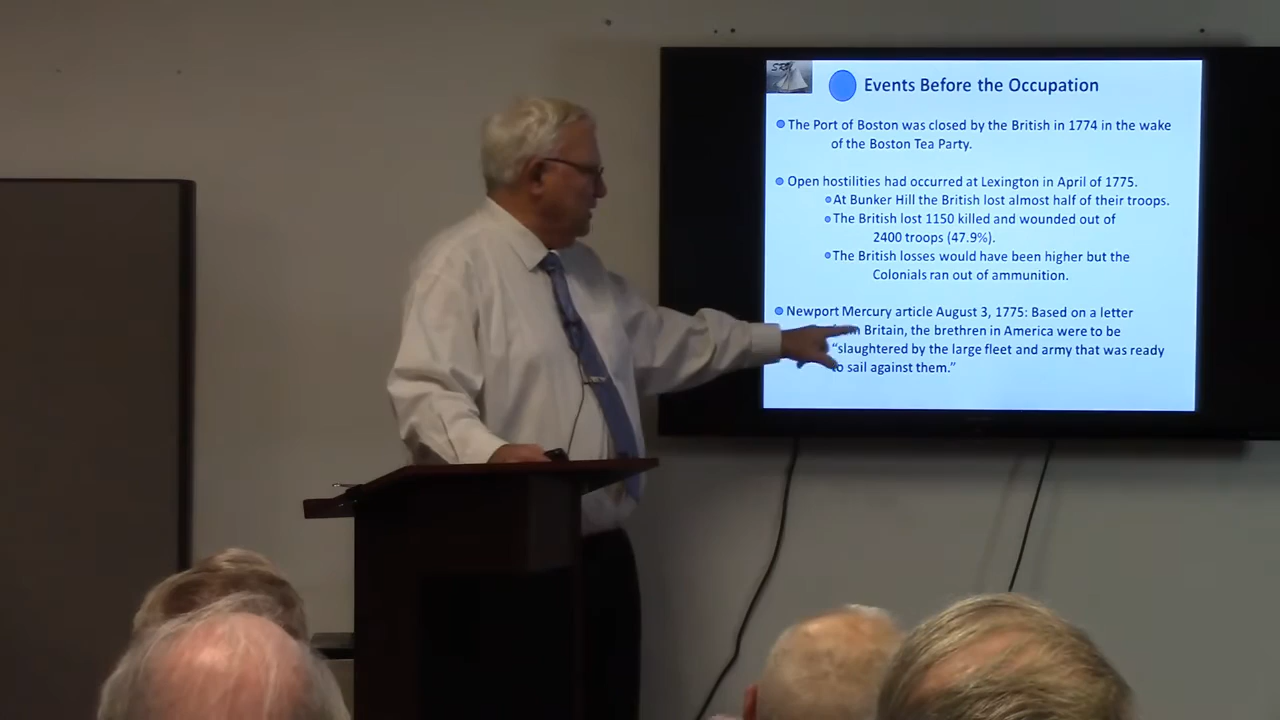 Events Before the Occupation
The Port of Boston was closed by the British in 1774 in the wake
of the Boston Tea Party.
Open hostilities had occurred at Lexington in April of 1775.
At Bunker Hill the British lost almost half of their troops.
The British lost 1150 killed and wounded out of
2400 troops (47.9%).
The British losses would have been higher but the
Colonials ran out of ammunition.
Newport Mercury article August 3, 1775: Based on a letter
Britain, the brethren in America were to be
"slaughtered by the large fleet and army that was ready
to sail against them."